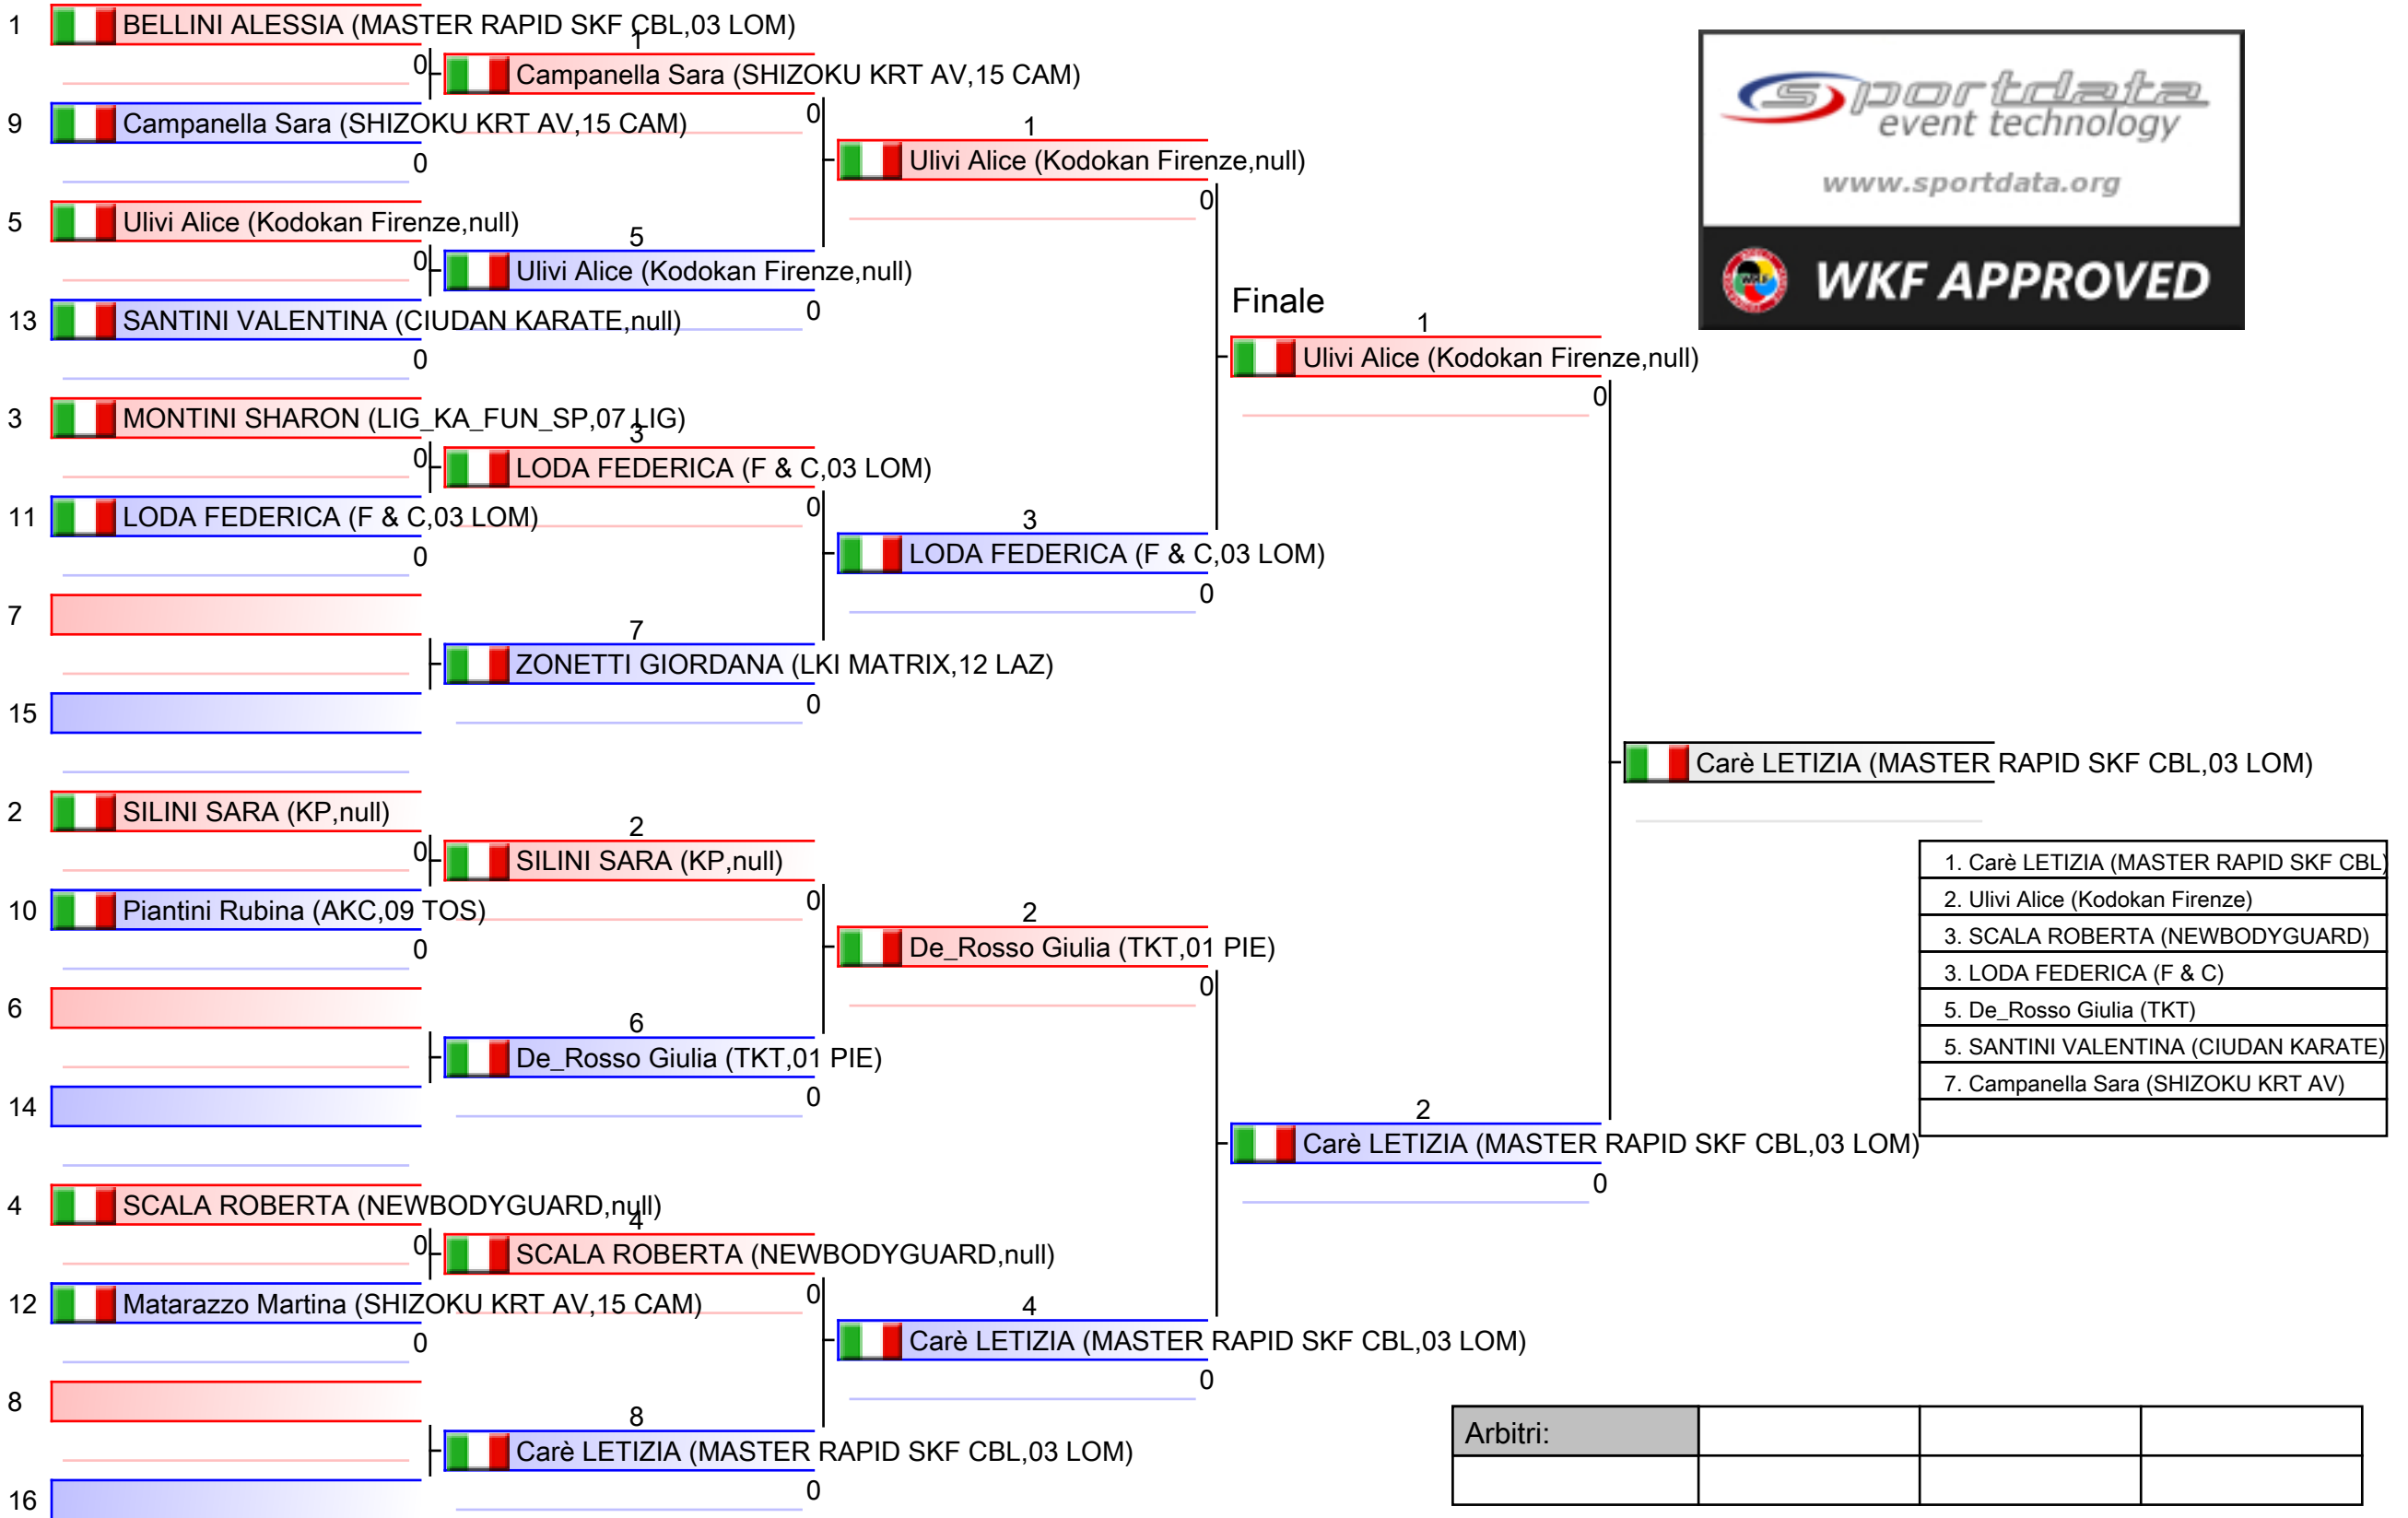 1 BELLINI ALESSIA (MASTER RAPID SKF CBL,03 LOM)
0
1
Campanella Sara (SHIZOKU KRT AV,15 CAM)
0
9 Campanella Sara (SHIZOKU KRT AV,15 CAM)
0
1
Ulivi Alice (Kodokan Firenze,null)
0
5 Ulivi Alice (Kodokan Firenze,null)
0
5
Ulivi Alice (Kodokan Firenze,null)
0
13 SANTINI VALENTINA (CIUDAN KARATE,null)
0
Finale
1
Ulivi Alice (Kodokan Firenze,null)
0
3 MONTINI SHARON (LIG_KA_FUN_SP,07 LIG)
0
3
LODA FEDERICA (F & C,03 LOM)
0
11 LODA FEDERICA (F & C,03 LOM)
0
3
LODA FEDERICA (F & C,03 LOM)
0
7
7
ZONETTI GIORDANA (LKI MATRIX,12 LAZ)
0
15
Carè LETIZIA (MASTER RAPID SKF CBL,03 LOM)
2 SILINI SARA (KP,null)
0
2
SILINI SARA (KP,null)
0
10 Piantini Rubina (AKC,09 TOS)
0
2
De_Rosso Giulia (TKT,01 PIE)
0
6
6
De_Rosso Giulia (TKT,01 PIE)
0
14
2
Carè LETIZIA (MASTER RAPID SKF CBL,03 LOM)
0
4 SCALA ROBERTA (NEWBODYGUARD,null)
0
4
SCALA ROBERTA (NEWBODYGUARD,null)
0
12 Matarazzo Martina (SHIZOKU KRT AV,15 CAM)
0
4
Carè LETIZIA (MASTER RAPID SKF CBL,03 LOM)
0
8
8
Carè LETIZIA (MASTER RAPID SKF CBL,03 LOM)
0
16
sportdata
event technology
www.sportdata.org
WKF
WKF APPROVED
1. Carè LETIZIA (MASTER RAPID SKF CBL)
2. Ulivi Alice (Kodokan Firenze)
3. SCALA ROBERTA (NEWBODYGUARD)
3. LODA FEDERICA (F & C)
5. De_Rosso Giulia (TKT)
5. SANTINI VALENTINA (CIUDAN KARATE)
7. Campanella Sara (SHIZOKU KRT AV)
Arbitri: